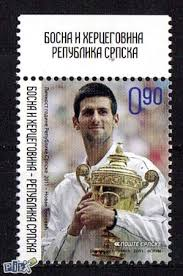 БОСНА И ХЕРЦЕГОВИНА
РЕПУБЛИКА СРПСКА
0,90
БОСНА И ХЕРЦЕГОВИНА - РЕПУБЛИКА СРПСКА
ПОШТЕ СРПСКЕ